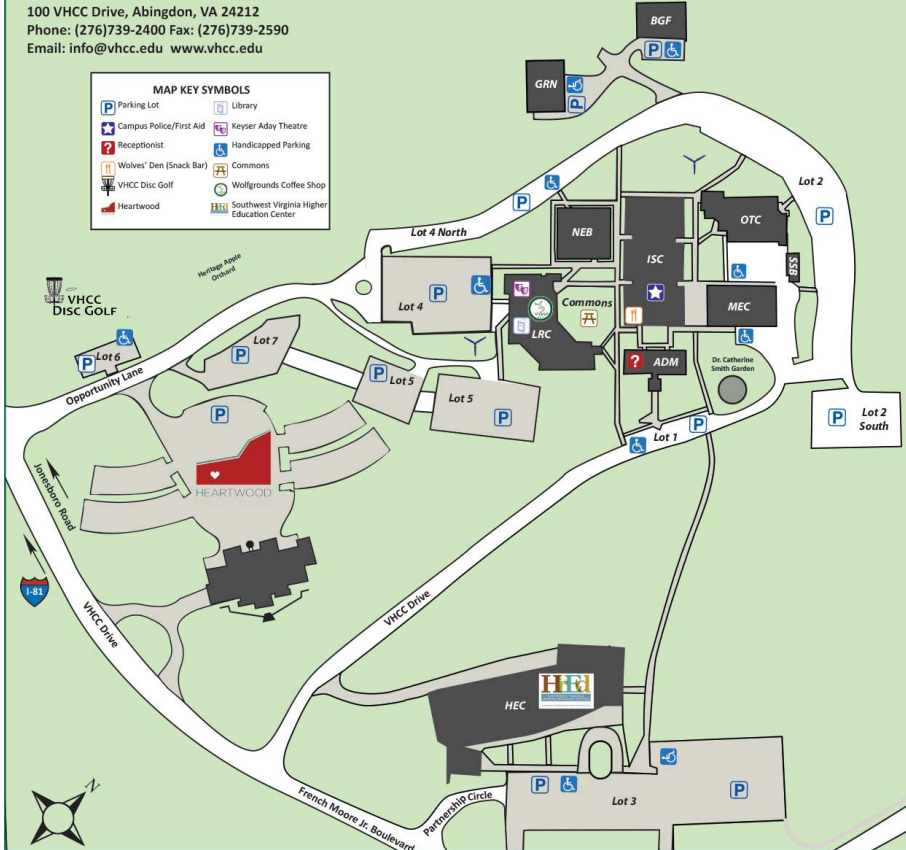 100 VHCC Drive, Abingdon, VA 24212
Phone: (276)739-2400 Fax: (276)739-2590
Email: info@vhcc.edu www.vhcc.edu
MAP KEY SYMBOLS
P Parking Lot
Library
Campus Police/First Aid
Keyser Aday Theatre
? Receptionist
Handicapped Parking
Wolves' Den (Snack Bar)
Commons
VHCC Disc Golf
Wolfgrounds Coffee Shop
Heartwood
HrEd Southwest Virginia Higher
Education Center
BGF
P
GRN
P
Lot 2
P
P
OTC
NEB
Lot 4 North
ISC
SSB
Heritage Apple
Orchard
VHCC
DISC GOLF
P
Lot 4
Commons
MEC
LRC
? ADM
Dr. Catherine
Smith Garden
Lot 7
P
P Lot 6
P
Lot 5
Lot 5
P
Opportunity Lane
P
P
Lot 2
South
P
Lot 1
HEARTWOOD
Jonesboro Road
I-81
VHCC Drive
VHCC Drive
HrEd
HEC
N
French Moore Jr. Boulevard
Partnership Circle
P
Lot 3
P